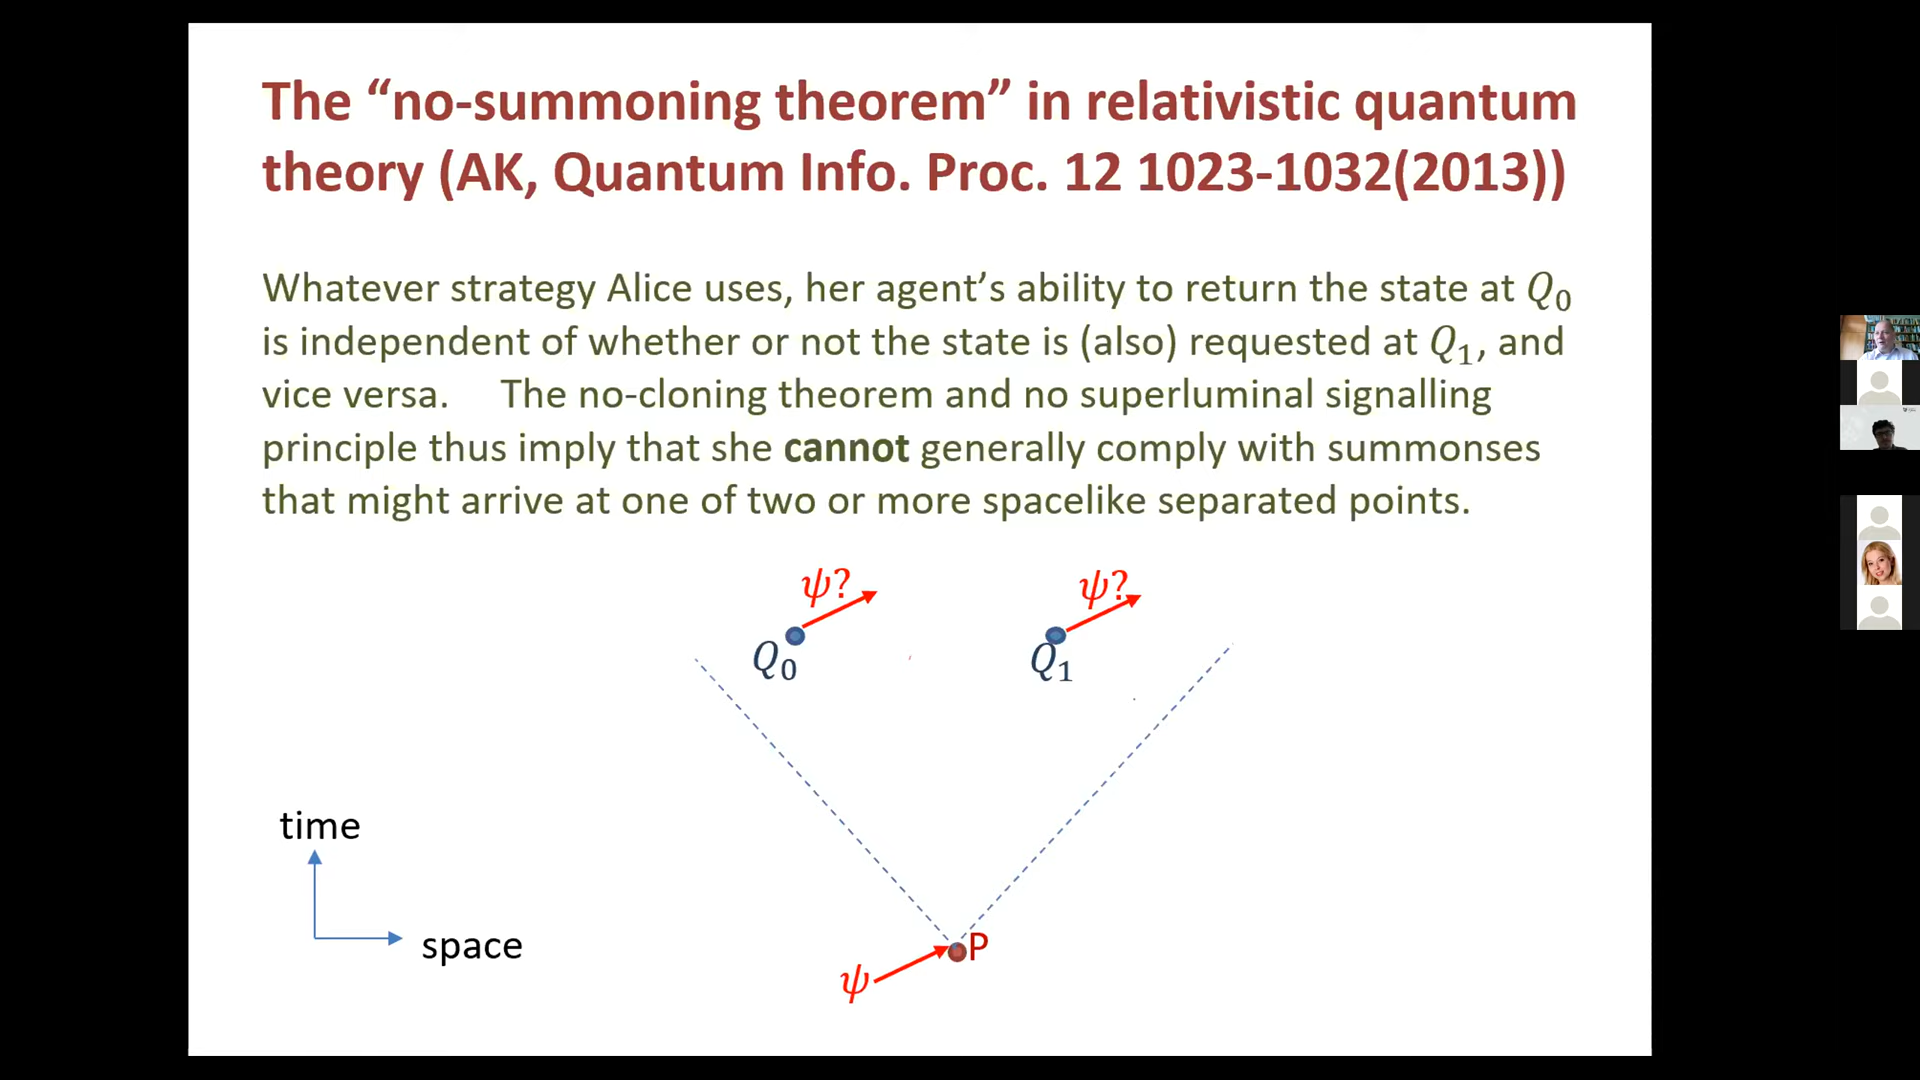 The “no-summoning theorem” in relativistic quantum
theory (AK, Quantum Info. Proc. 12 1023-1032(2013))
Whatever strategy Alice uses, her agent’s ability to return the state at Q₀
is independent of whether or not the state is (also) requested at Q₁, and
vice versa. The no-cloning theorem and no superluminal signalling
principle thus imply that she cannot generally comply with summonses
that might arrive at one of two or more spacelike separated points.
ψ? ψ?
Q₀ Q₁
time
space
P
ψ